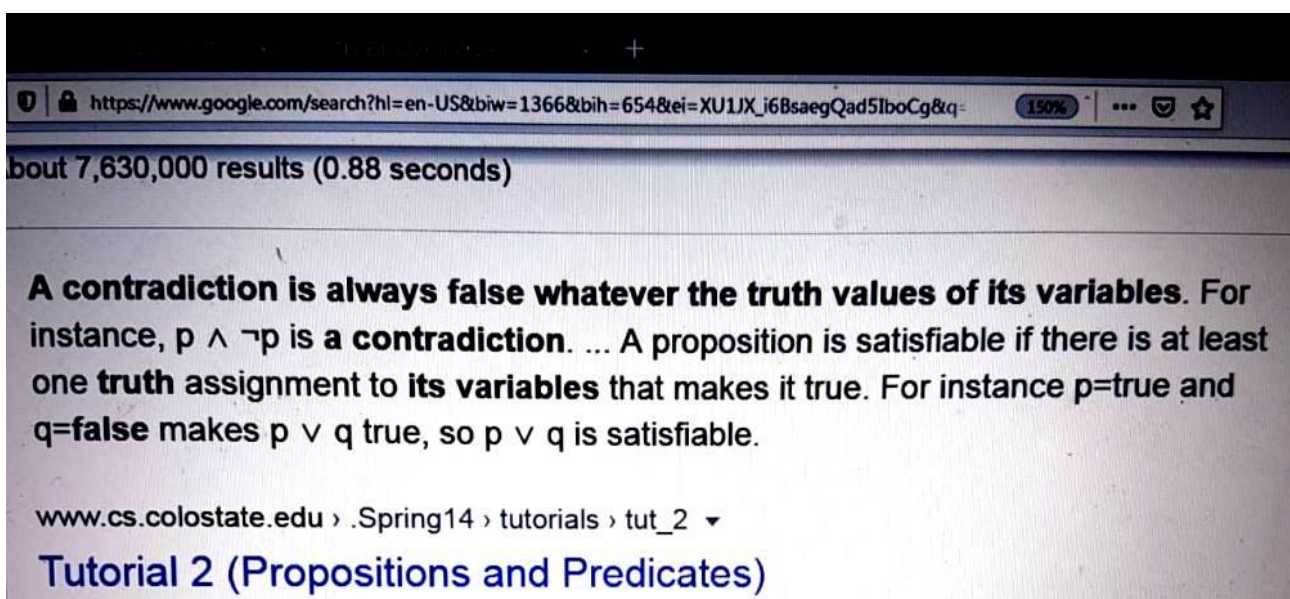 https://www.google.com/search?hl=en-US&biw=1366&bih=654&ei=XU1JX_i6BsaegQad5IboCg&q=
150%
bout 7,630,000 results (0.88 seconds)
A contradiction is always false whatever the truth values of its variables. For
instance, p ∧ ¬p is a contradiction. ... A proposition is satisfiable if there is at least
one truth assignment to its variables that makes it true. For instance p=true and
q=false makes p ∨ q true, so p ∨ q is satisfiable.
www.cs.colostate.edu › .Spring14 › tutorials › tut_2
Tutorial 2 (Propositions and Predicates)